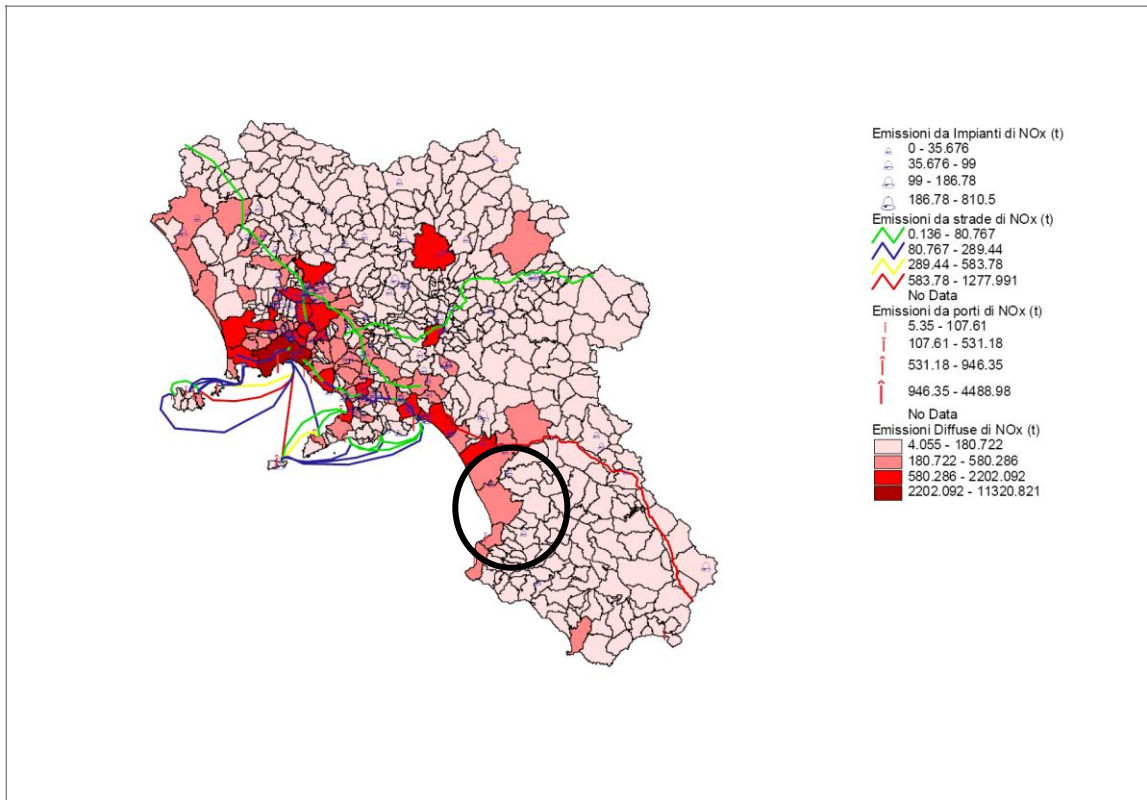 Emissioni da Impianti di NOx (t)
0 - 35.676
35.676 - 99
99 - 186.78
186.78 - 810.5
Emissioni da strade di NOx (t)
0.136 - 80.767
80.767 - 289.44
289.44 - 583.78
583.78 - 1277.991
No Data
Emissioni da porti di NOx (t)
5.35 - 107.61
107.61 - 531.18
531.18 - 946.35
946.35 - 4488.98
No Data
Emissioni Diffuse di NOx (t)
4.055 - 180.722
180.722 - 580.286
580.286 - 2202.092
2202.092 - 11320.821